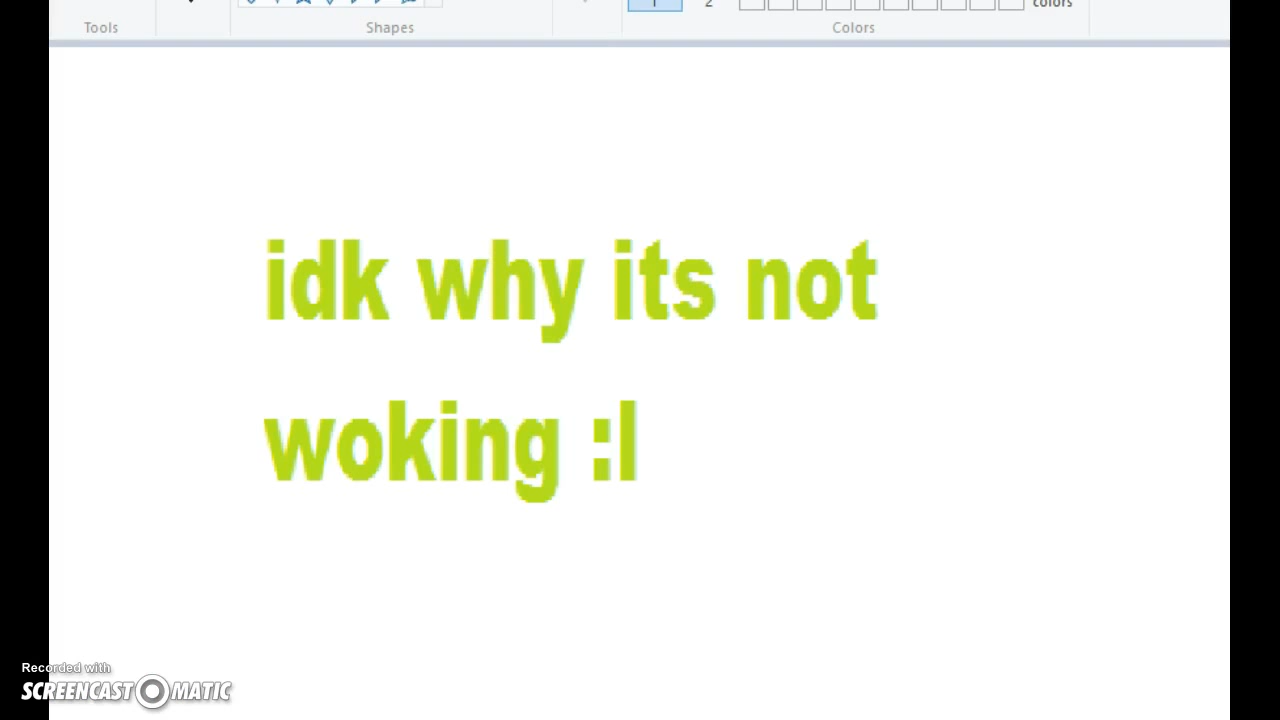 1 2 colors
Tools Shapes Colors
idk why its not
woking :l
Recorded with
SCREENCAST MATIC